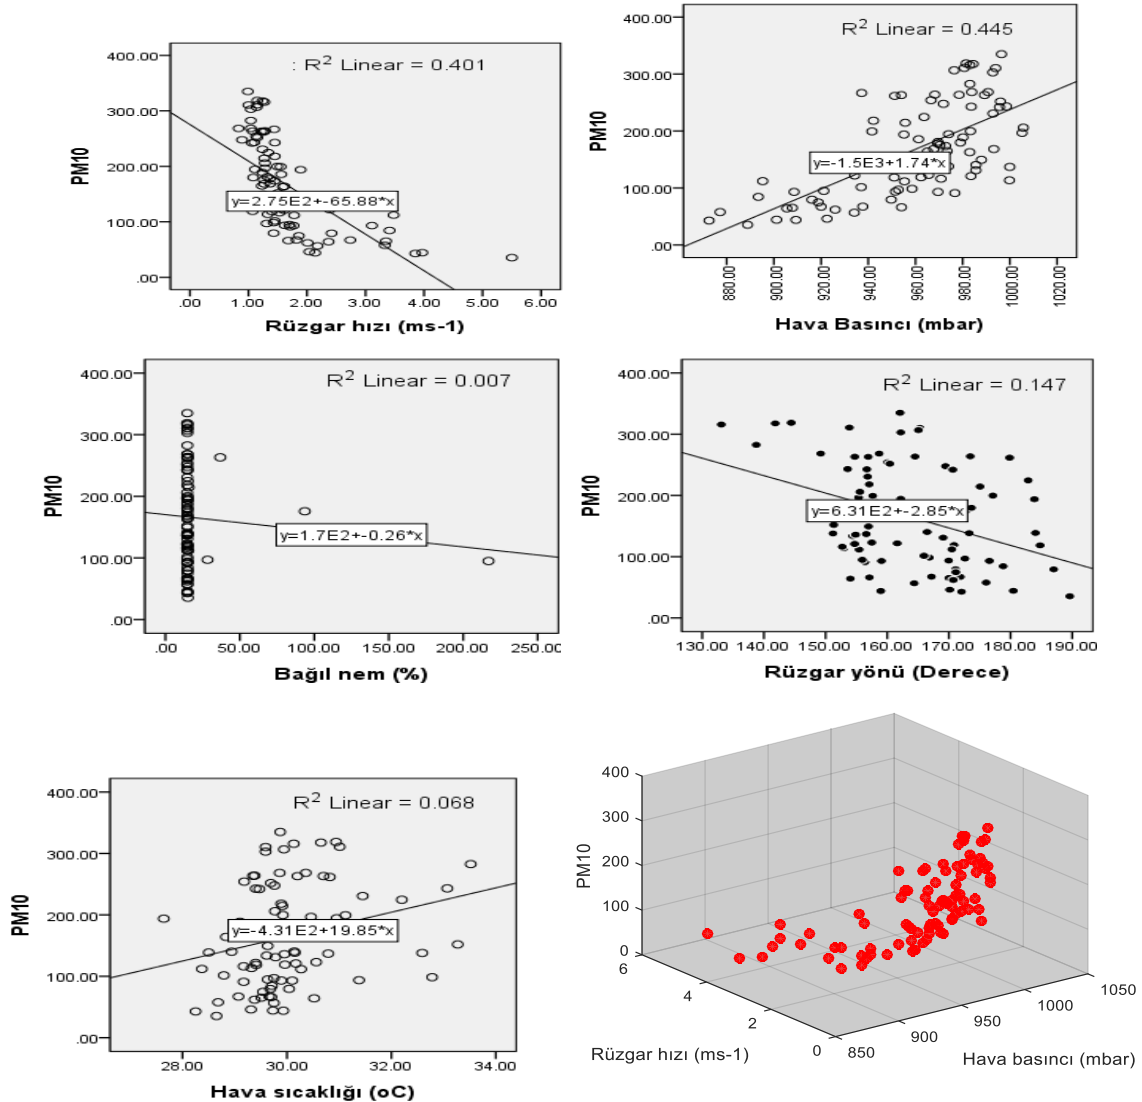 : R² Linear = 0.401
400.00
300.00
200.00
100.00
.00
PM10
y=2.75E2+-65.88*x
.00 1.00 2.00 3.00 4.00 5.00 6.00
Rüzgar hızı (ms-1)
R² Linear = 0.445
400.00
300.00
200.00
100.00
.00
PM10
y=-1.5E3+1.74*x
880.00 900.00 920.00 940.00 960.00 980.00 1000.00 1020.00
Hava Basıncı (mbar)
R² Linear = 0.007
400.00
300.00
200.00
100.00
.00
PM10
y=1.7E2+-0.26*x
.00 50.00 100.00 150.00 200.00 250.00
Bağıl nem (%)
R² Linear = 0.147
400.00
300.00
200.00
100.00
.00
PM10
y=6.31E2+-2.85*x
130.00 140.00 150.00 160.00 170.00 180.00 190.00
Rüzgar yönü (Derece)
R² Linear = 0.068
400.00
300.00
200.00
100.00
.00
PM10
y=-4.31E2+19.85*x
28.00 30.00 32.00 34.00
Hava sıcaklığı (oC)
400
300
200
100
0
PM10
6
4
2
0
Rüzgar hızı (ms-1)
850
900
950
1000
1050
Hava basıncı (mbar)